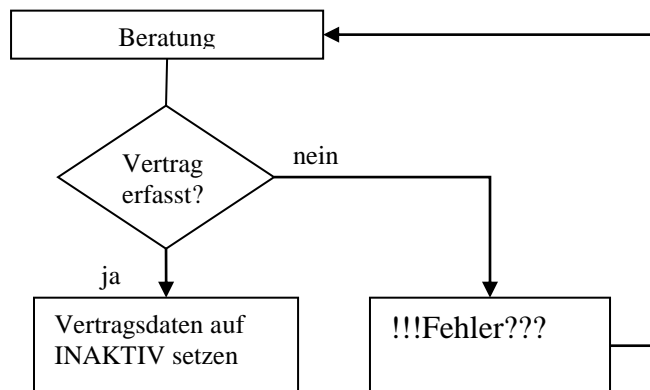 Beratung
Vertrag
erfasst?
nein
ja
Vertragsdaten auf
INAKTIV setzen
!!!Fehler???